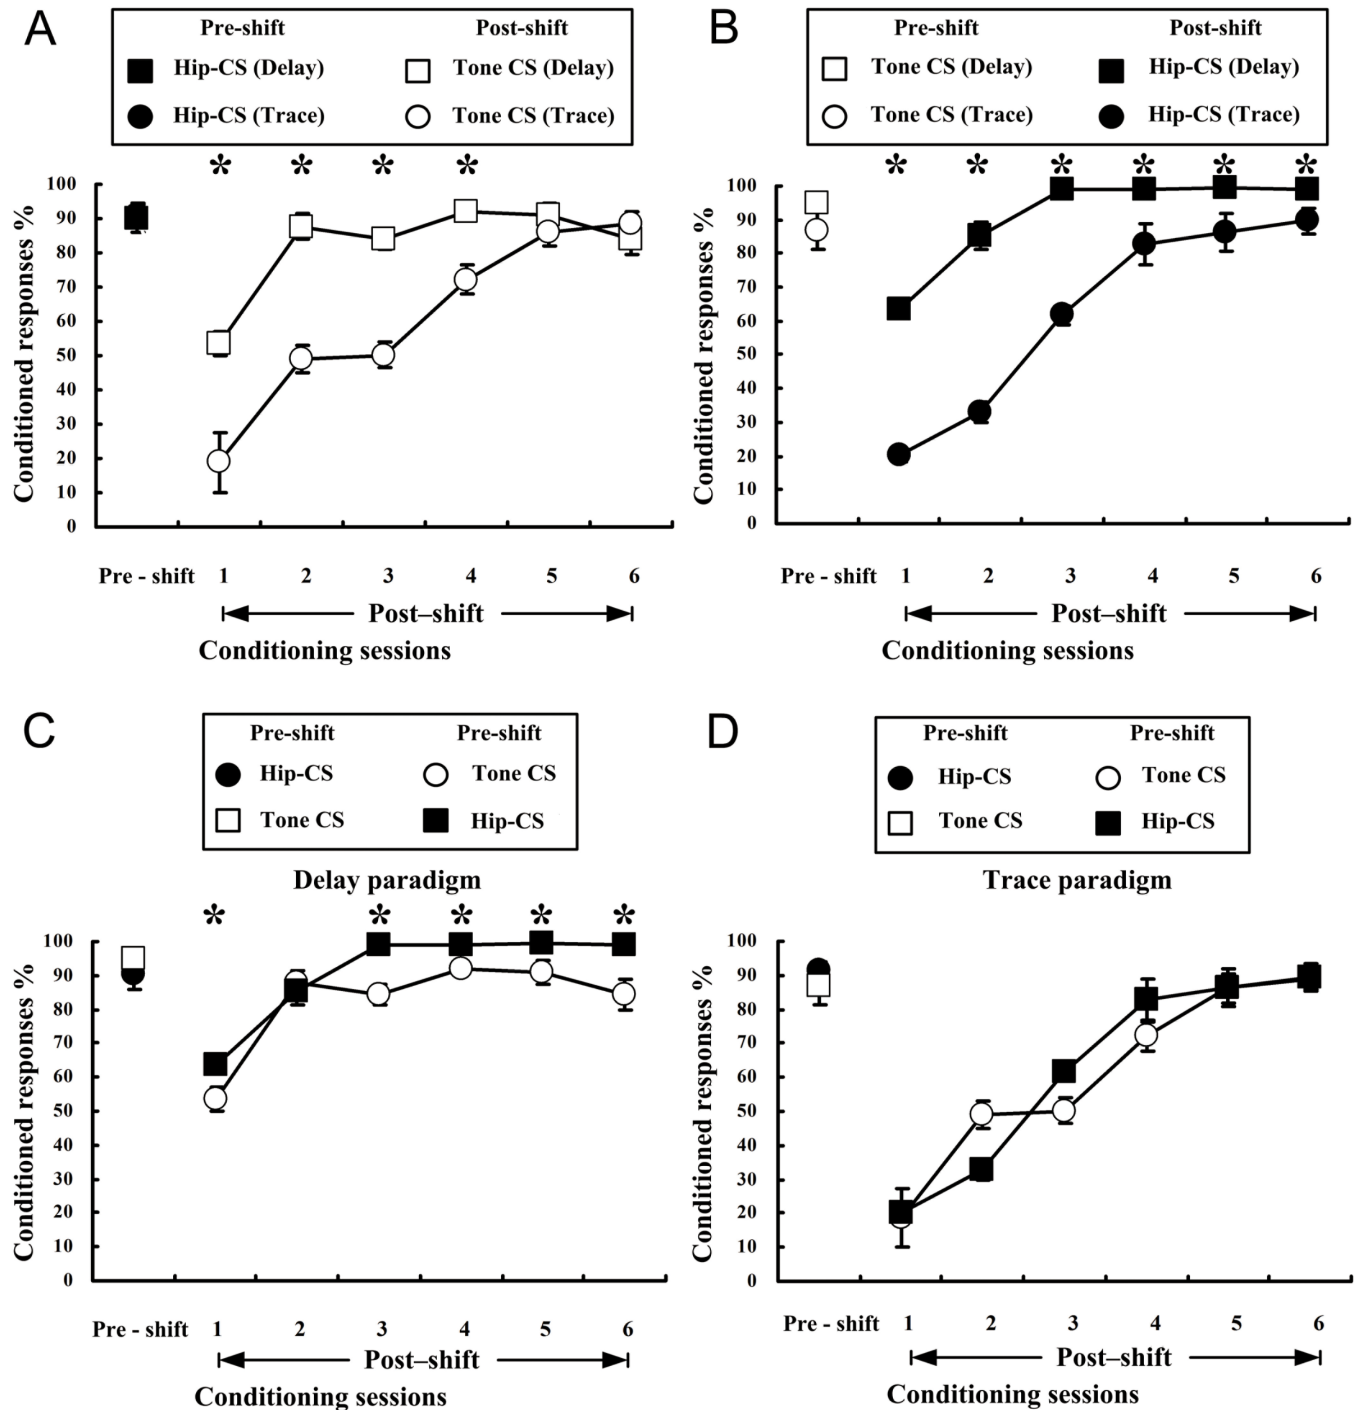 A
Pre-shift Post-shift
Hip-CS (Delay) Tone CS (Delay)
Hip-CS (Trace) Tone CS (Trace)
* * * *
Conditioned responses %
100
90
80
70
60
50
40
30
20
10
0
Pre - shift 1 2 3 4 5 6
Post–shift
Conditioning sessions
B
Pre-shift Post-shift
Tone CS (Delay) Hip-CS (Delay)
Tone CS (Trace) Hip-CS (Trace)
* * * * * *
Conditioned responses %
100
90
80
70
60
50
40
30
20
10
0
Pre - shift 1 2 3 4 5 6
Post–shift
Conditioning sessions
C
Pre-shift Pre-shift
Hip-CS Tone CS
Tone CS Hip-CS
Delay paradigm
* * * * *
Conditioned responses %
100
90
80
70
60
50
40
30
20
10
0
Pre - shift 1 2 3 4 5 6
Post–shift
Conditioning sessions
D
Pre-shift Pre-shift
Hip-CS Tone CS
Tone CS Hip-CS
Trace paradigm
Conditioned responses %
100
90
80
70
60
50
40
30
20
10
0
Pre - shift 1 2 3 4 5 6
Post–shift
Conditioning sessions